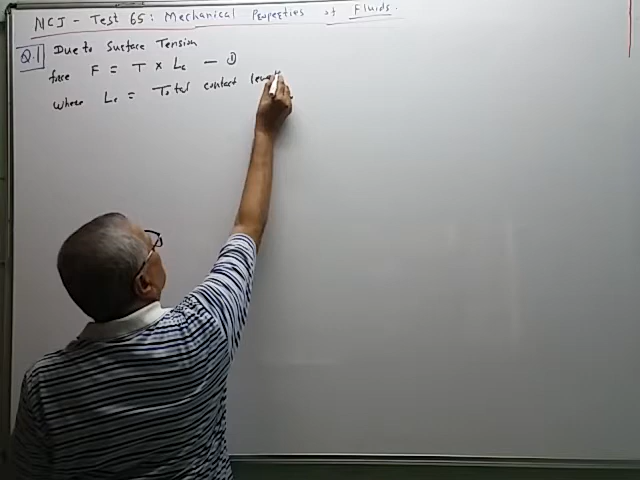 NCJ - Test 65: Mechanical Properties of Fluids.
Q.1 Due to Surface Tension
force F = T × Lc — ①
where Lc = Total contact